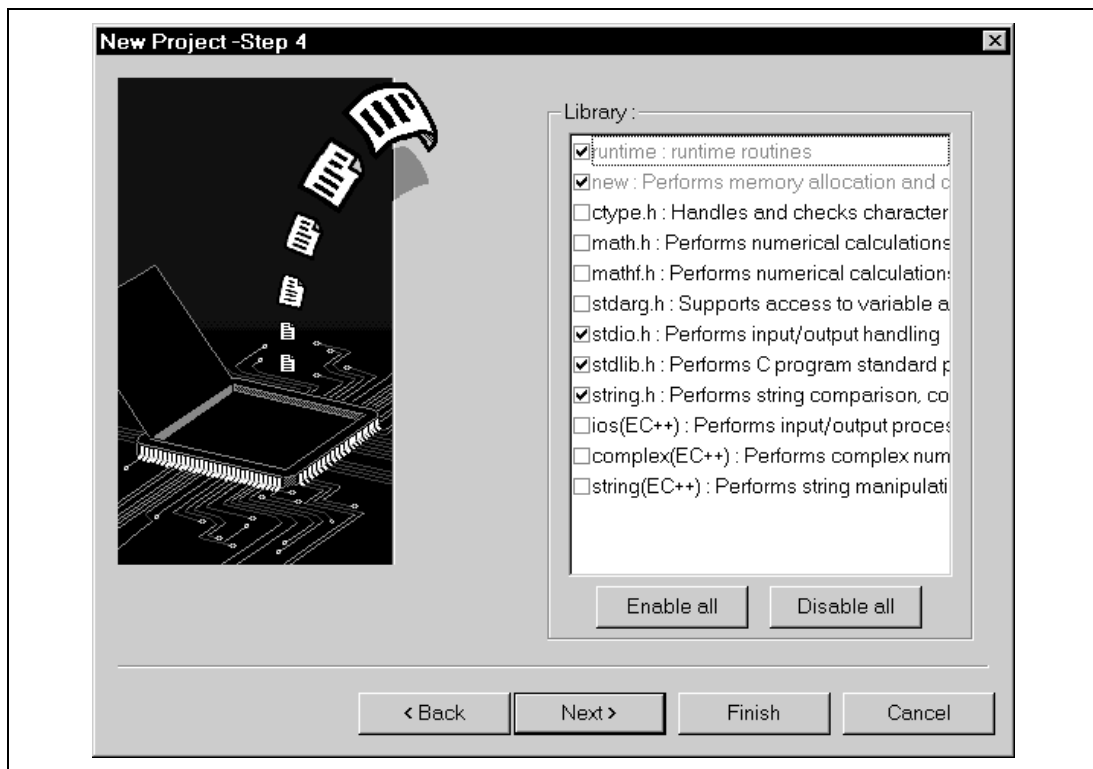 New Project -Step 4
Library :
runtime : runtime routines
new : Performs memory allocation and c
ctype.h : Handles and checks character
math.h : Performs numerical calculations
mathf.h : Performs numerical calculation
stdarg.h : Supports access to variable a
stdio.h : Performs input/output handling
stdlib.h : Performs C program standard p
string.h : Performs string comparison, co
ios(EC++) : Performs input/output proces
complex(EC++) : Performs complex num
string(EC++) : Performs string manipulati
Enable all
Disable all
< Back
Next >
Finish
Cancel